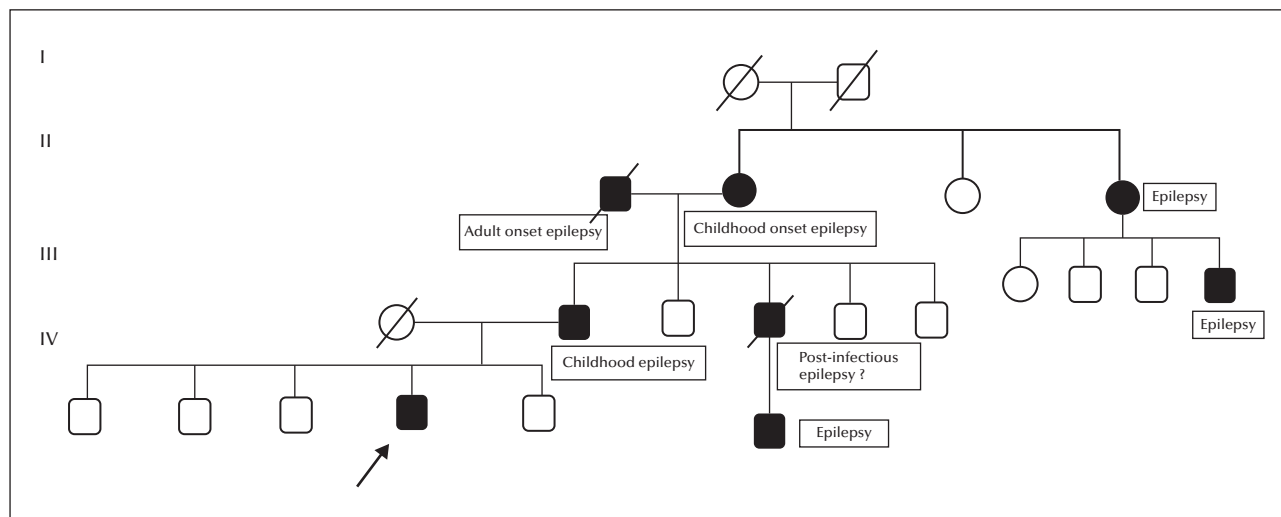 I
II
Epilepsy
Adult onset epilepsy
Childhood onset epilepsy
III
Epilepsy
IV
Childhood epilepsy
Post-infectious
epilepsy ?
Epilepsy